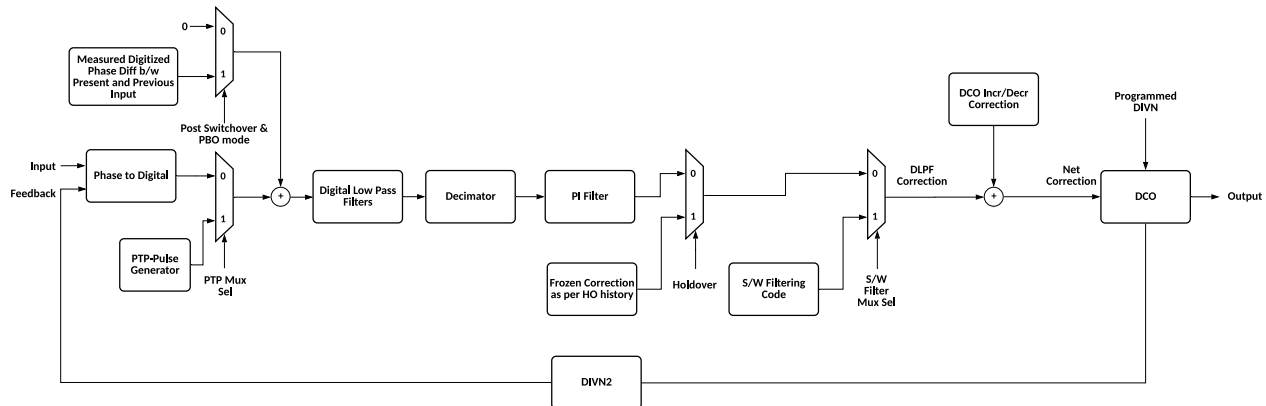 0
0
Measured Digitized
Phase Diff b/w
Present and Previous
Input
1
Post Switchover &
PBO mode
Input
Feedback
Phase to Digital
0
1
PTP-Pulse
Generator
PTP Mux
Sel
+
Digital Low Pass
Filters
Decimator
PI Filter
0
1
Frozen Correction
as per HO history
Holdover
S/W Filtering
Code
0
1
S/W
Filter
Mux Sel
DLPF
Correction
DCO Incr/Decr
Correction
+
Net
Correction
Programmed
DIVN
DCO
Output
DIVN2